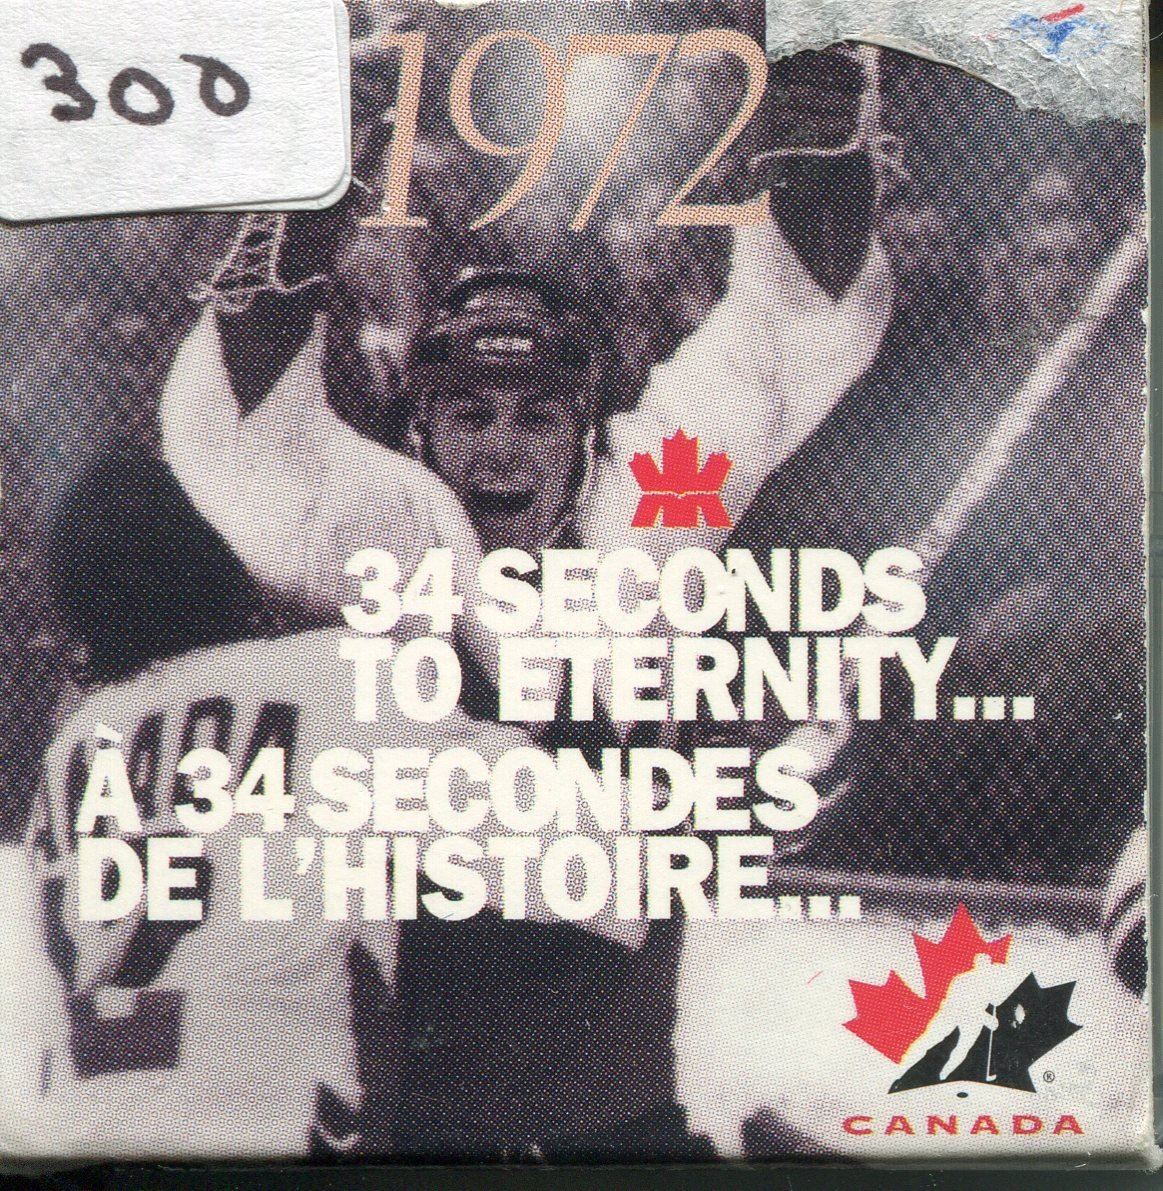 300
1972
34 SECONDS
TO ETERNITY...
À 34 SECONDES
DE L'HISTOIRE...
®
CANADA